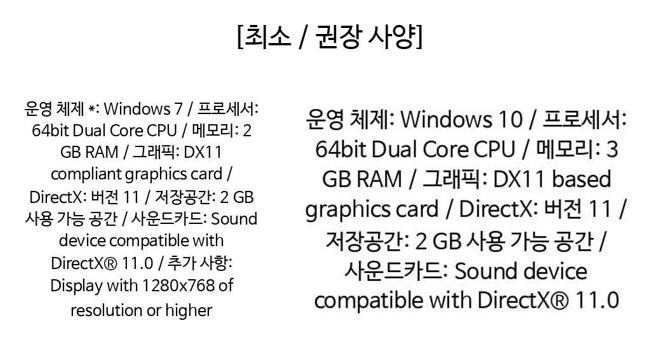 [최소 / 권장 사양]
운영 체제 *: Windows 7 / 프로세서:
64bit Dual Core CPU / 메모리: 2
GB RAM / 그래픽: DX11
compliant graphics card /
DirectX: 버전 11 / 저장공간: 2 GB
사용 가능 공간 / 사운드카드: Sound
device compatible with
DirectX® 11.0 / 추가 사항:
Display with 1280x768 of
resolution or higher
운영 체제: Windows 10 / 프로세서:
64bit Dual Core CPU / 메모리: 3
GB RAM / 그래픽: DX11 based
graphics card / DirectX: 버전 11 /
저장공간: 2 GB 사용 가능 공간 /
사운드카드: Sound device
compatible with DirectX® 11.0